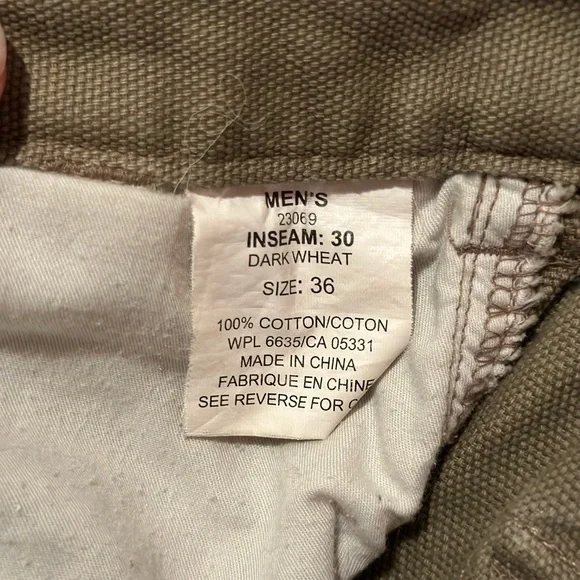 MEN'S
23069
INSEAM: 30
DARK WHEAT
SIZE: 36
100% COTTON/COTON
WPL 6635/CA 05331
MADE IN CHINA
FABRIQUE EN CHINE
SEE REVERSE FOR